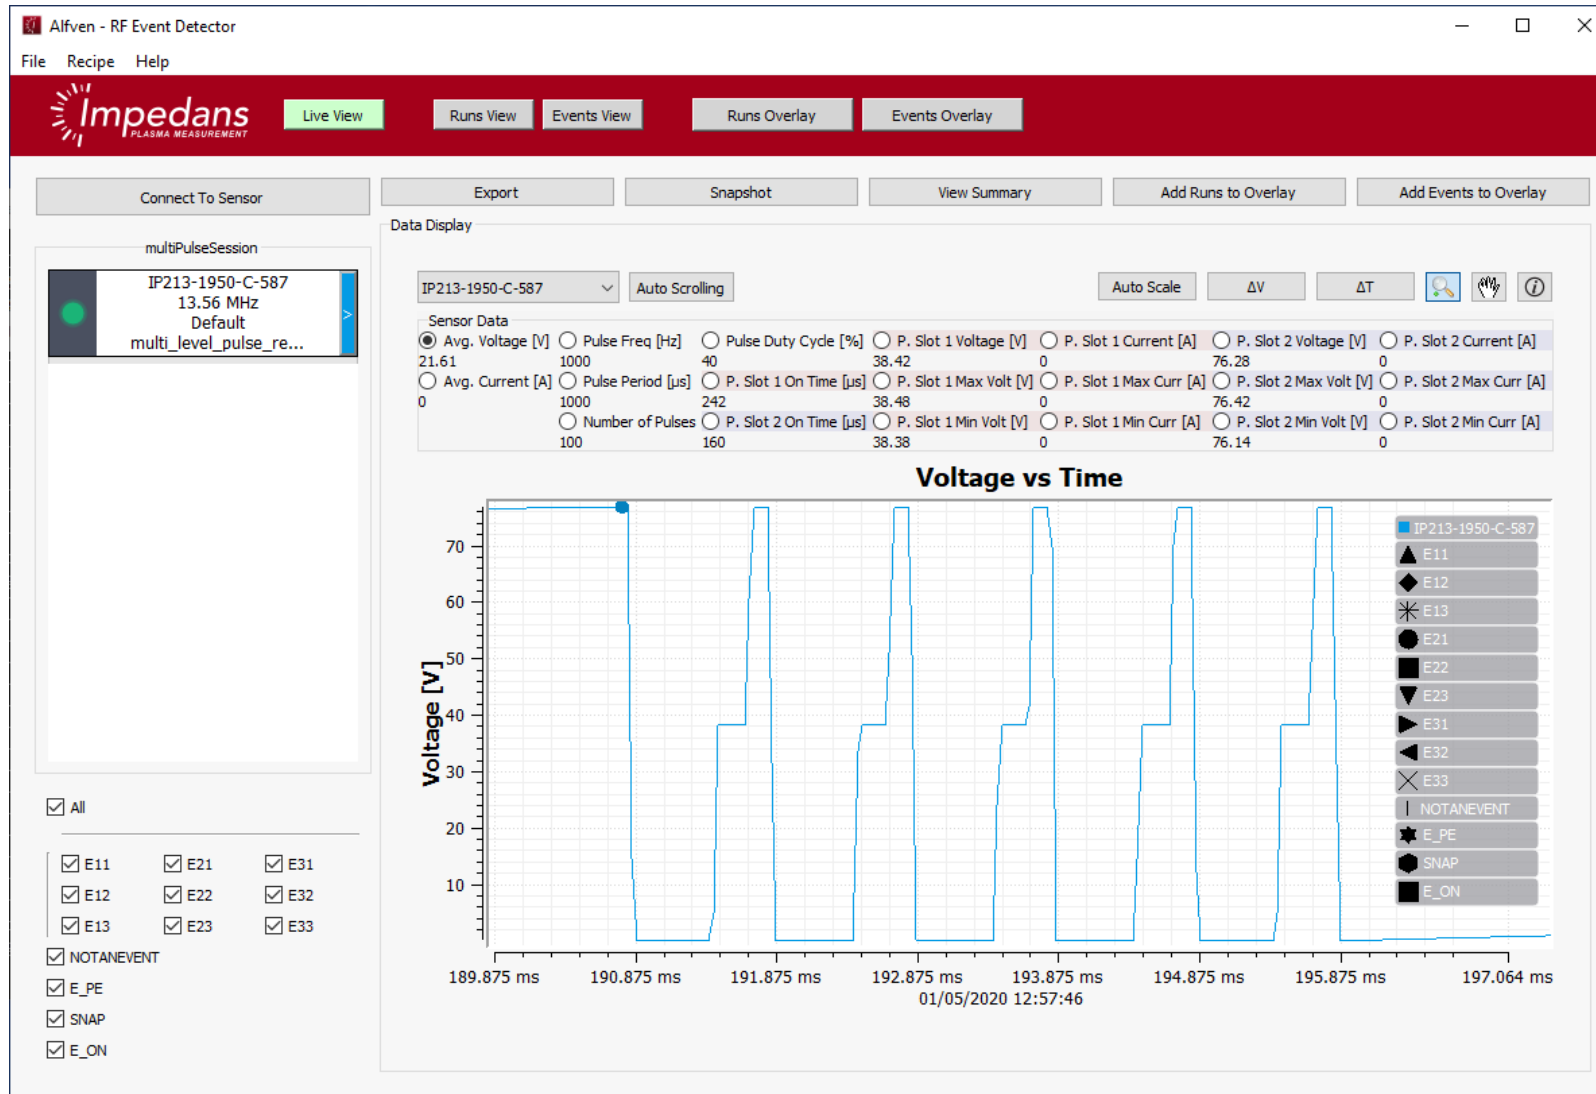 Alfven - RF Event Detector
File Recipe Help
Impedans
PLASMA MEASUREMENT
Live View Runs View Events View Runs Overlay Events Overlay
Connect To Sensor Export Snapshot View Summary Add Runs to Overlay Add Events to Overlay
multiPulseSession
IP213-1950-C-587
13.56 MHz
Default
multi_level_pulse_re...
>
Data Display
IP213-1950-C-587 Auto Scrolling Auto Scale ΔV ΔT
Sensor Data
Avg. Voltage [V] Pulse Freq [Hz] Pulse Duty Cycle [%] P. Slot 1 Voltage [V] P. Slot 1 Current [A] P. Slot 2 Voltage [V] P. Slot 2 Current [A]
21.61 1000 40 38.42 0 76.28 0
Avg. Current [A] Pulse Period [µs] P. Slot 1 On Time [µs] P. Slot 1 Max Volt [V] P. Slot 1 Max Curr [A] P. Slot 2 Max Volt [V] P. Slot 2 Max Curr [A]
0 1000 242 38.48 0 76.42 0
Number of Pulses P. Slot 2 On Time [µs] P. Slot 1 Min Volt [V] P. Slot 1 Min Curr [A] P. Slot 2 Min Volt [V] P. Slot 2 Min Curr [A]
100 160 38.38 0 76.14 0
Voltage vs Time
Voltage [V]
70
60
50
40
30
20
10
189.875 ms 190.875 ms 191.875 ms 192.875 ms 193.875 ms 194.875 ms 195.875 ms 197.064 ms
01/05/2020 12:57:46
IP213-1950-C-587
E11
E12
E13
E21
E22
E23
E31
E32
E33
NOTANEVENT
E_PE
SNAP
E_ON
All
E11 E21 E31
E12 E22 E32
E13 E23 E33
NOTANEVENT
E_PE
SNAP
E_ON